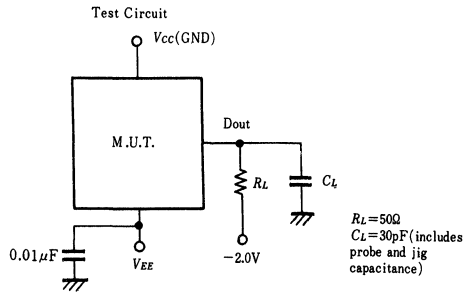 Test Circuit
Vcc(GND)
M.U.T.
Dout
RL
CL
0.01μF
VEE
−2.0V
RL=50Ω
CL=30pF(includes
probe and jig
capacitance)